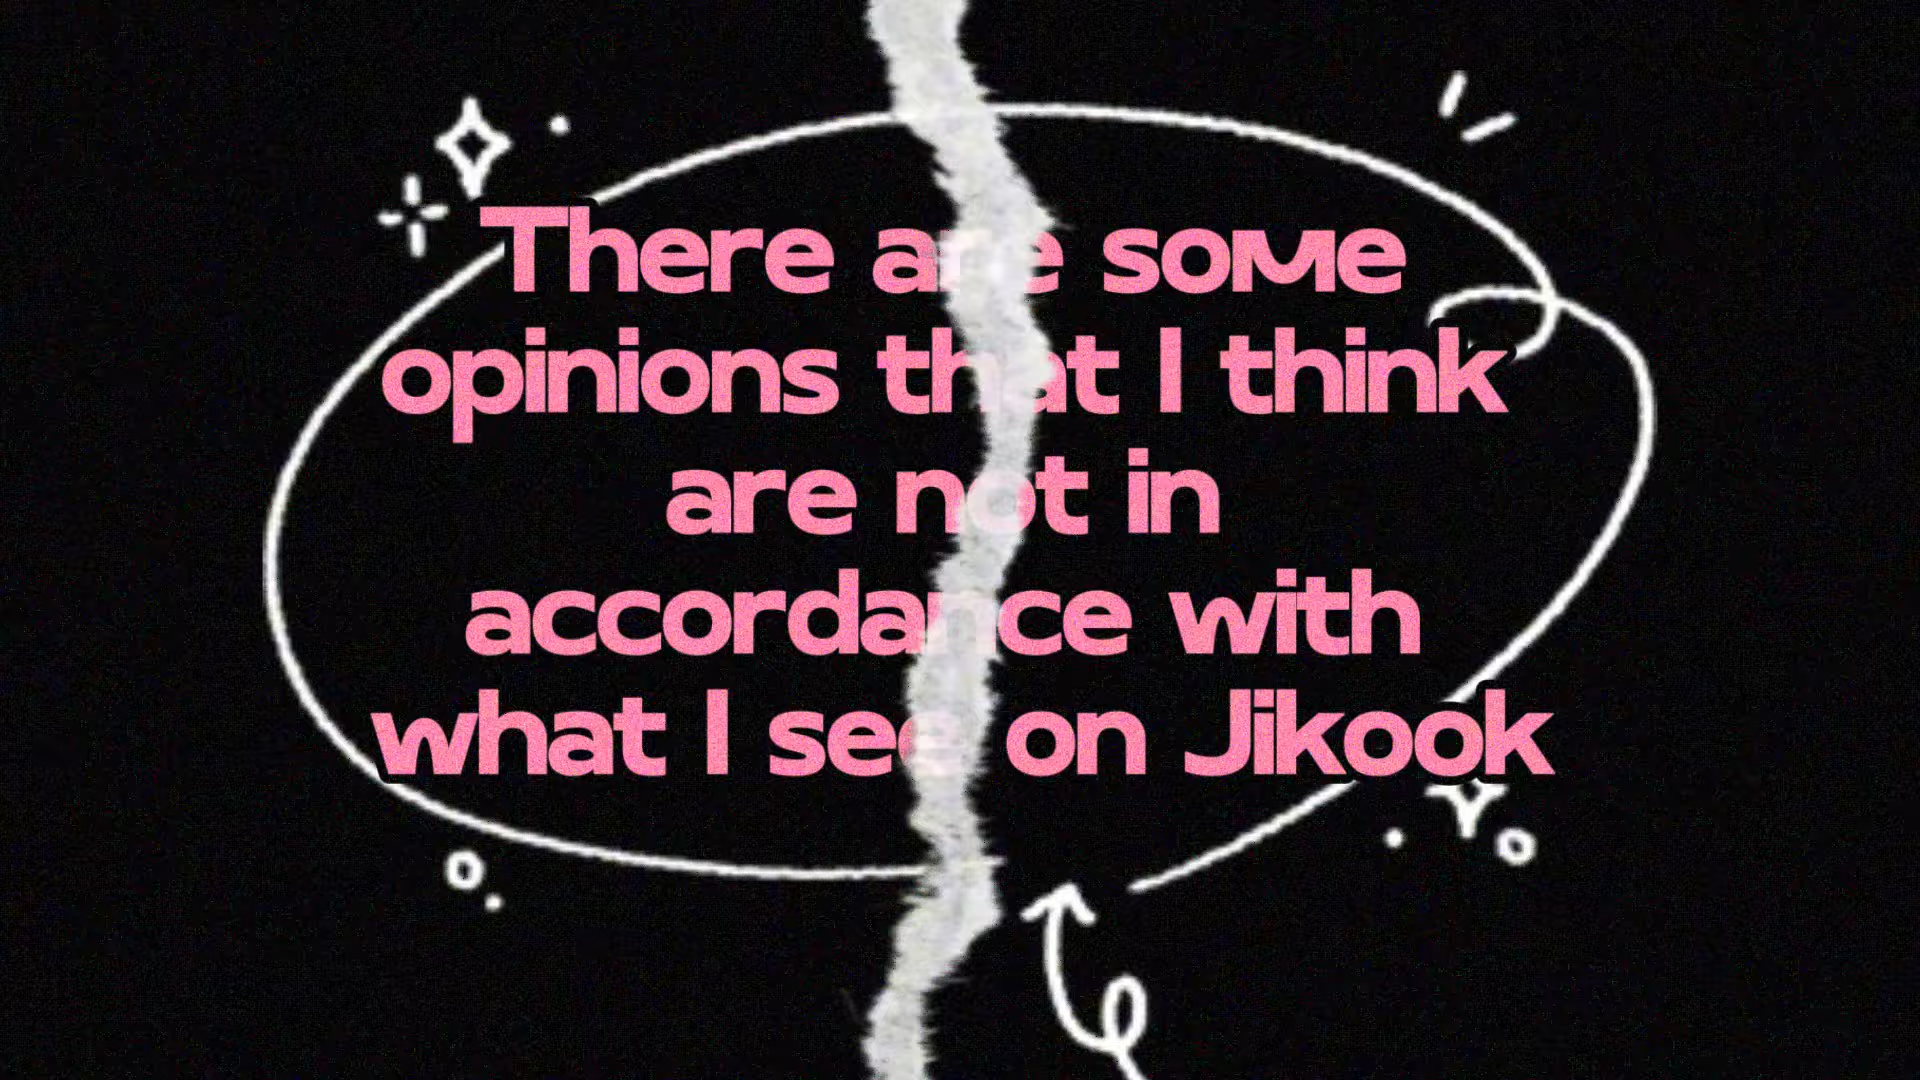 There are some
opinions that I think
are not in
accordance with
what I see on Jikook